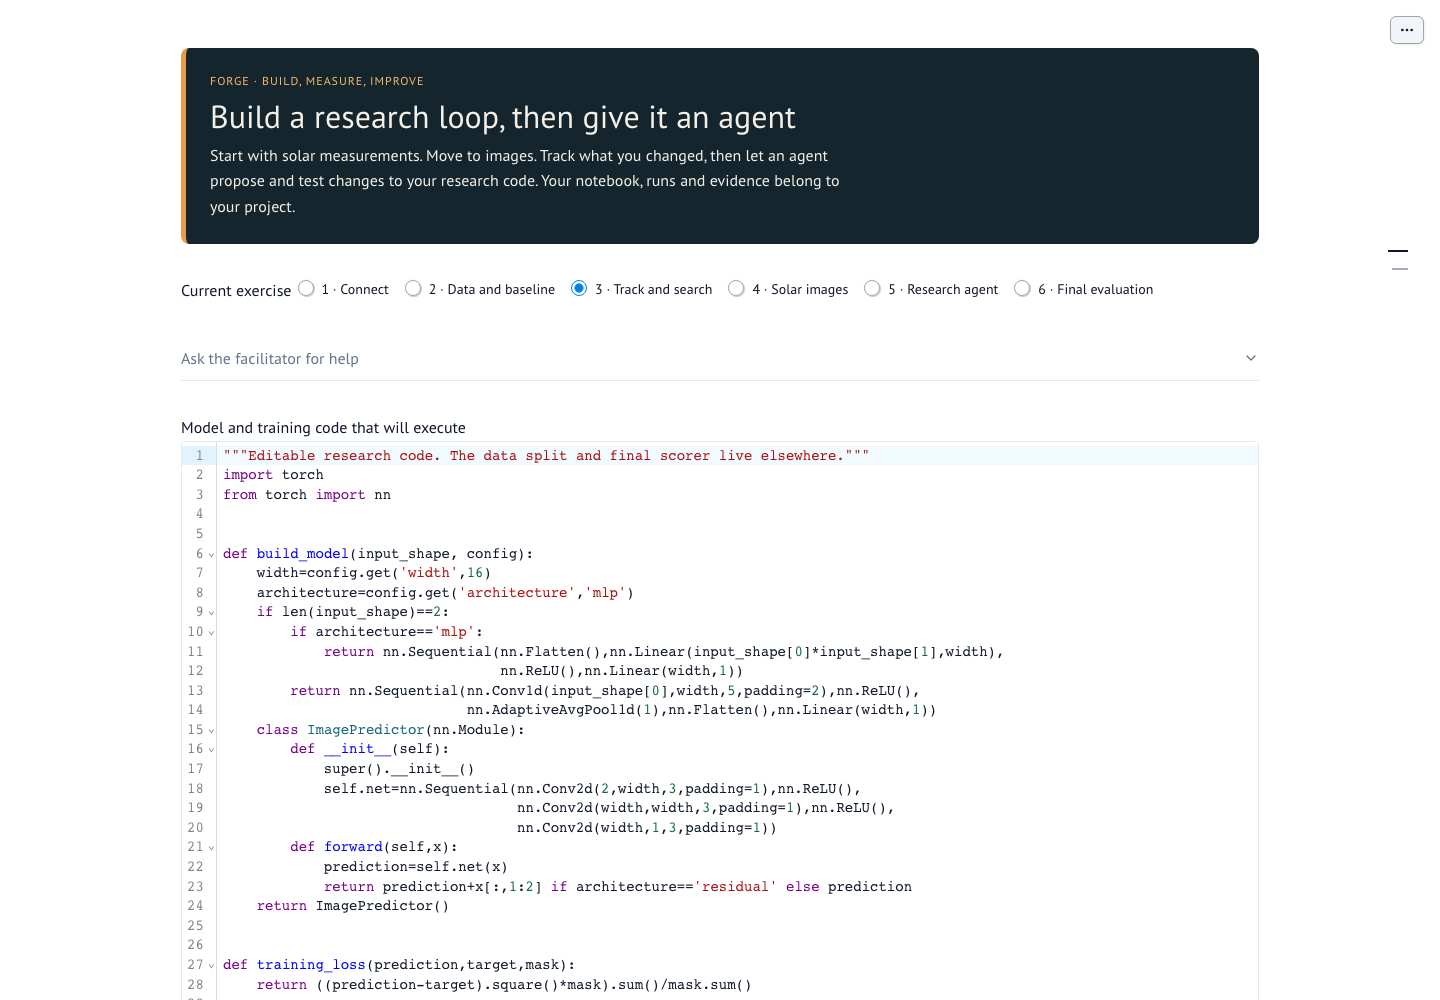 FORGE · BUILD, MEASURE, IMPROVE
Build a research loop, then give it an agent
Start with solar measurements. Move to images. Track what you changed, then let an agent
propose and test changes to your research code. Your notebook, runs and evidence belong to
your project.
Current exercise 1 · Connect 2 · Data and baseline 3 · Track and search 4 · Solar images 5 · Research agent 6 · Final evaluation
Ask the facilitator for help
Model and training code that will execute
1 """Editable research code. The data split and final scorer live elsewhere."""
2 import torch
3 from torch import nn
4
5
6 def build_model(input_shape, config):
7     width=config.get('width',16)
8     architecture=config.get('architecture','mlp')
9     if len(input_shape)==2:
10         if architecture=='mlp':
11             return nn.Sequential(nn.Flatten(),nn.Linear(input_shape[0]*input_shape[1],width),
12                                  nn.ReLU(),nn.Linear(width,1))
13         return nn.Sequential(nn.Conv1d(input_shape[0],width,5,padding=2),nn.ReLU(),
14                              nn.AdaptiveAvgPool1d(1),nn.Flatten(),nn.Linear(width,1))
15     class ImagePredictor(nn.Module):
16         def __init__(self):
17             super().__init__()
18             self.net=nn.Sequential(nn.Conv2d(2,width,3,padding=1),nn.ReLU(),
19                                    nn.Conv2d(width,width,3,padding=1),nn.ReLU(),
20                                    nn.Conv2d(width,1,3,padding=1))
21         def forward(self,x):
22             prediction=self.net(x)
23             return prediction+x[:,1:2] if architecture=='residual' else prediction
24     return ImagePredictor()
25
26
27 def training_loss(prediction,target,mask):
28     return ((prediction-target).square()*mask).sum()/mask.sum()